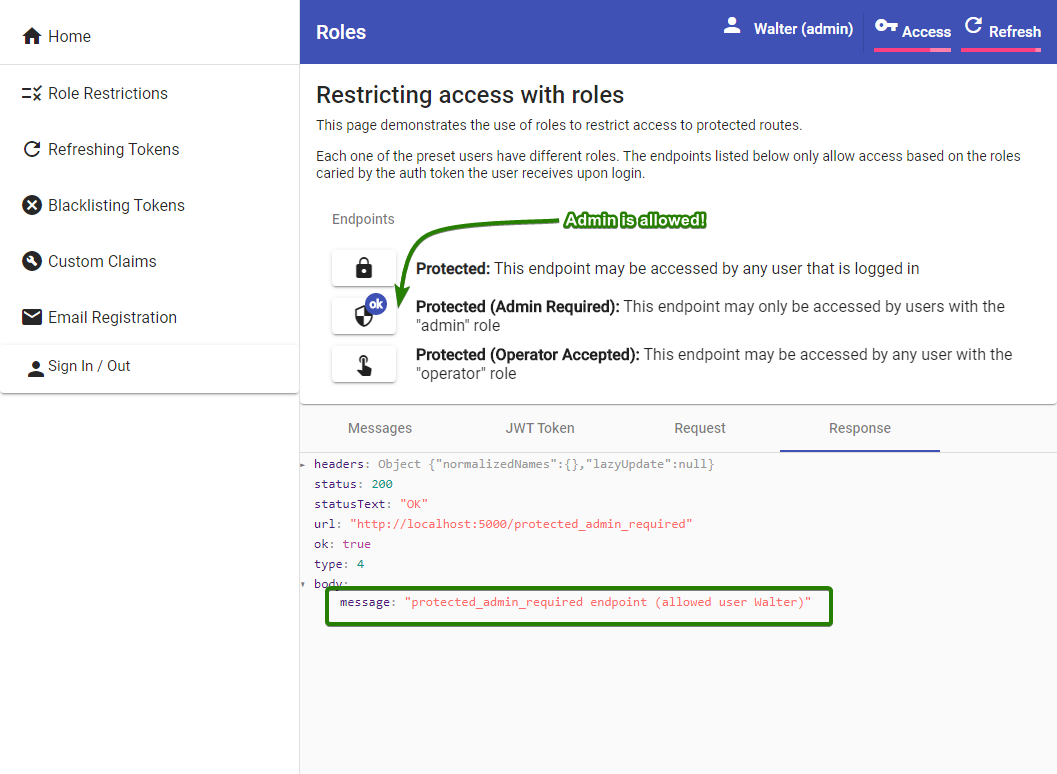 Home
Role Restrictions
Refreshing Tokens
Blacklisting Tokens
Custom Claims
Email Registration
Sign In / Out
Roles
Walter (admin)
Access
Refresh
Restricting access with roles
This page demonstrates the use of roles to restrict access to protected routes.
Each one of the preset users have different roles. The endpoints listed below only allow access based on the roles
caried by the auth token the user receives upon login.
Endpoints
Admin is allowed!
Protected: This endpoint may be accessed by any user that is logged in
ok
Protected (Admin Required): This endpoint may only be accessed by users with the
"admin" role
Protected (Operator Accepted): This endpoint may be accessed by any user with the
"operator" role
Messages
JWT Token
Request
Response
headers: Object {"normalizedNames":{},"lazyUpdate":null}
status: 200
statusText: "OK"
url: "http://localhost:5000/protected_admin_required"
ok: true
type: 4
body:
message: "protected_admin_required endpoint (allowed user Walter)"